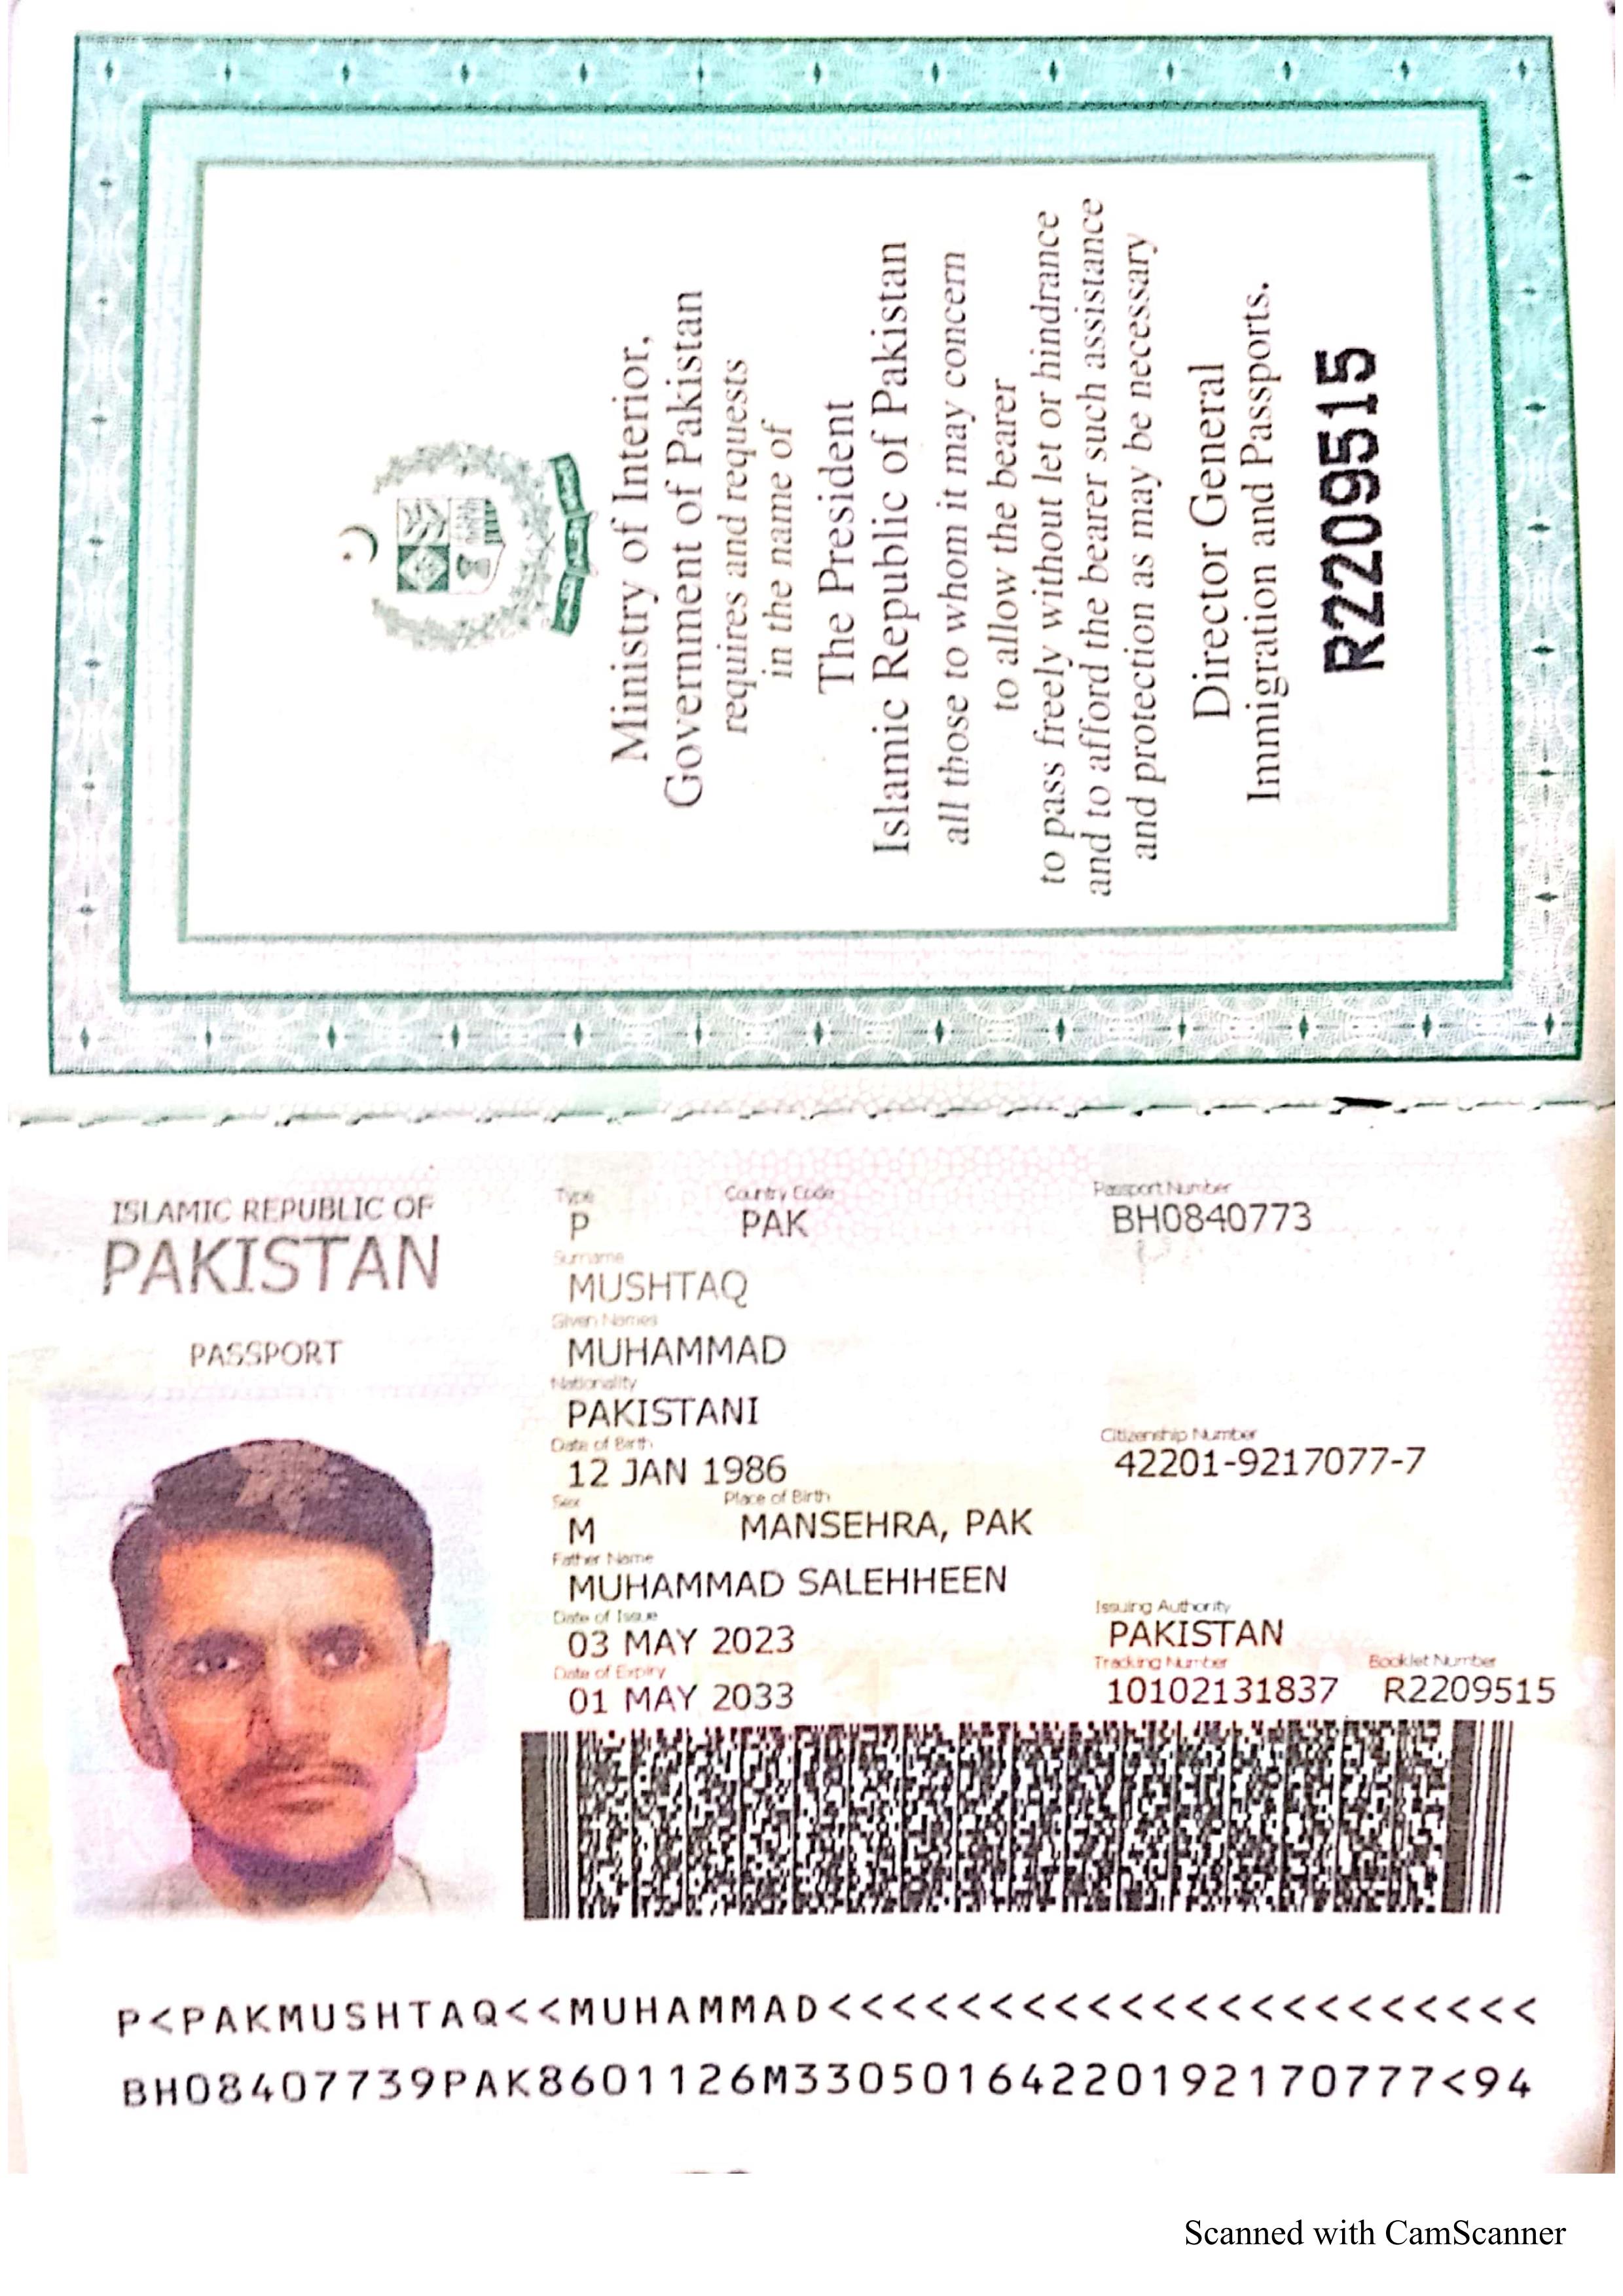 Ministry of Interior,
Government of Pakistan
requires and requests
in the name of
The President
Islamic Republic of Pakistan
all those to whom it may concern
to allow the bearer
to pass freely without let or hindrance
and to afford the bearer such assistance
and protection as may be necessary
Director General
Immigration and Passports.
R2209515
ISLAMIC REPUBLIC OF
PAKISTAN
PASSPORT
Type Country Code Passport Number
P PAK BH0840773
Surname
MUSHTAQ
Given Names
MUHAMMAD
Nationality
PAKISTANI
Date of Birth Citizenship Number
12 JAN 1986 42201-9217077-7
Sex Place of Birth
M MANSEHRA, PAK
Father Name
MUHAMMAD SALEHHEEN
Date of Issue Issuing Authority
03 MAY 2023 PAKISTAN
Date of Expiry Tracking Number Booklet Number
01 MAY 2033 10102131837 R2209515
P<PAKMUSHTAQ<<MUHAMMAD<<<<<<<<<<<<<<<<<<<<<<
BH08407739PAK8601126M33050164220192170777<94
Scanned with CamScanner